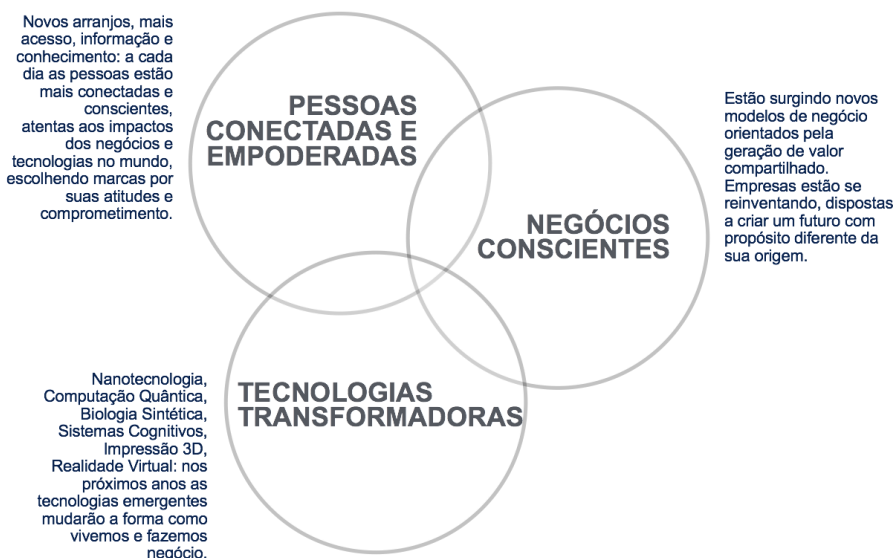 Novos arranjos, mais
acesso, informação e
conhecimento: a cada
dia as pessoas estão
mais conectadas e
conscientes,
atentas aos impactos
dos negócios e
tecnologias no mundo,
escolhendo marcas por
suas atitudes e
comprometimento.
PESSOAS
CONECTADAS E
EMPODERADAS
Estão surgindo novos
modelos de negócio
orientados pela
geração de valor
compartilhado.
Empresas estão se
reinventando, dispostas
a criar um futuro com
propósito diferente da
sua origem.
NEGÓCIOS
CONSCIENTES
Nanotecnologia,
Computação Quântica,
Biologia Sintética,
Sistemas Cognitivos,
Impressão 3D,
Realidade Virtual: nos
próximos anos as
tecnologias emergentes
mudarão a forma como
vivemos e fazemos
negócio.
TECNOLOGIAS
TRANSFORMADORAS